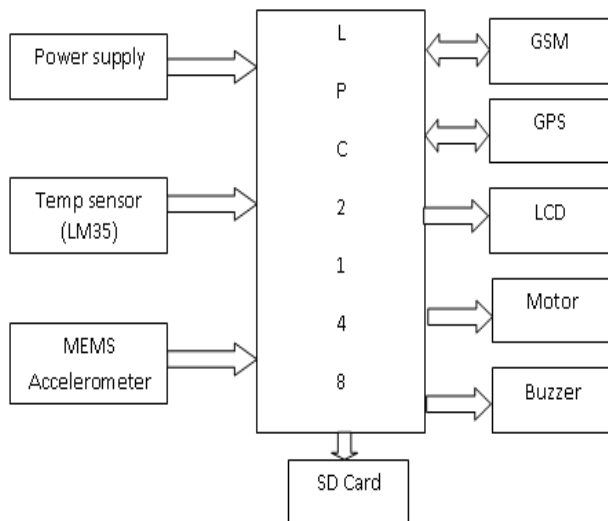 Power supply
Temp sensor
(LM35)
MEMS
Accelerometer
L
P
C
2
1
4
8
GSM
GPS
LCD
Motor
Buzzer
SD Card